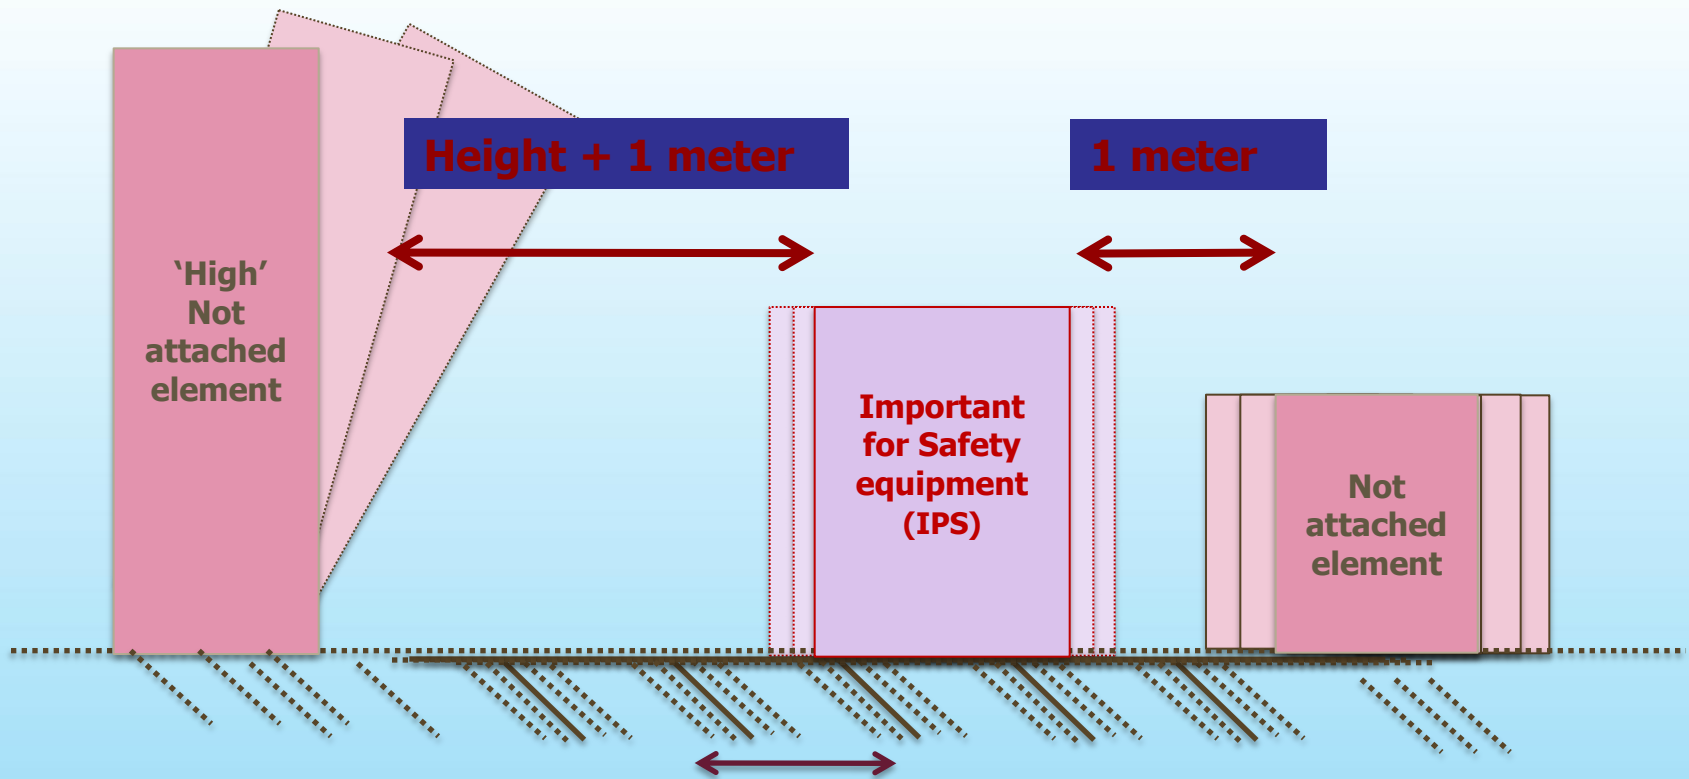 Height + 1 meter
1 meter
‘High’
Not
attached
element
Important
for Safety
equipment
(IPS)
Not
attached
element